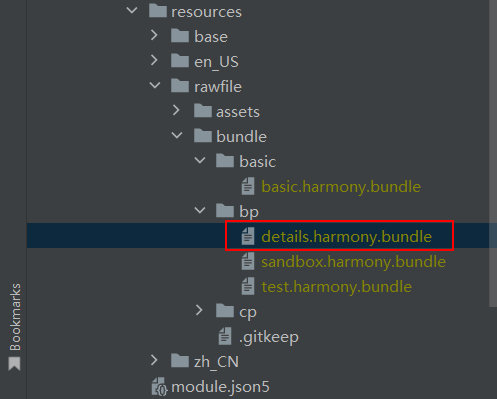 resources
base
en_US
rawfile
assets
bundle
basic
basic.harmony.bundle
bp
details.harmony.bundle
sandbox.harmony.bundle
test.harmony.bundle
cp
.gitkeep
zh_CN
module.json5
Bookmarks